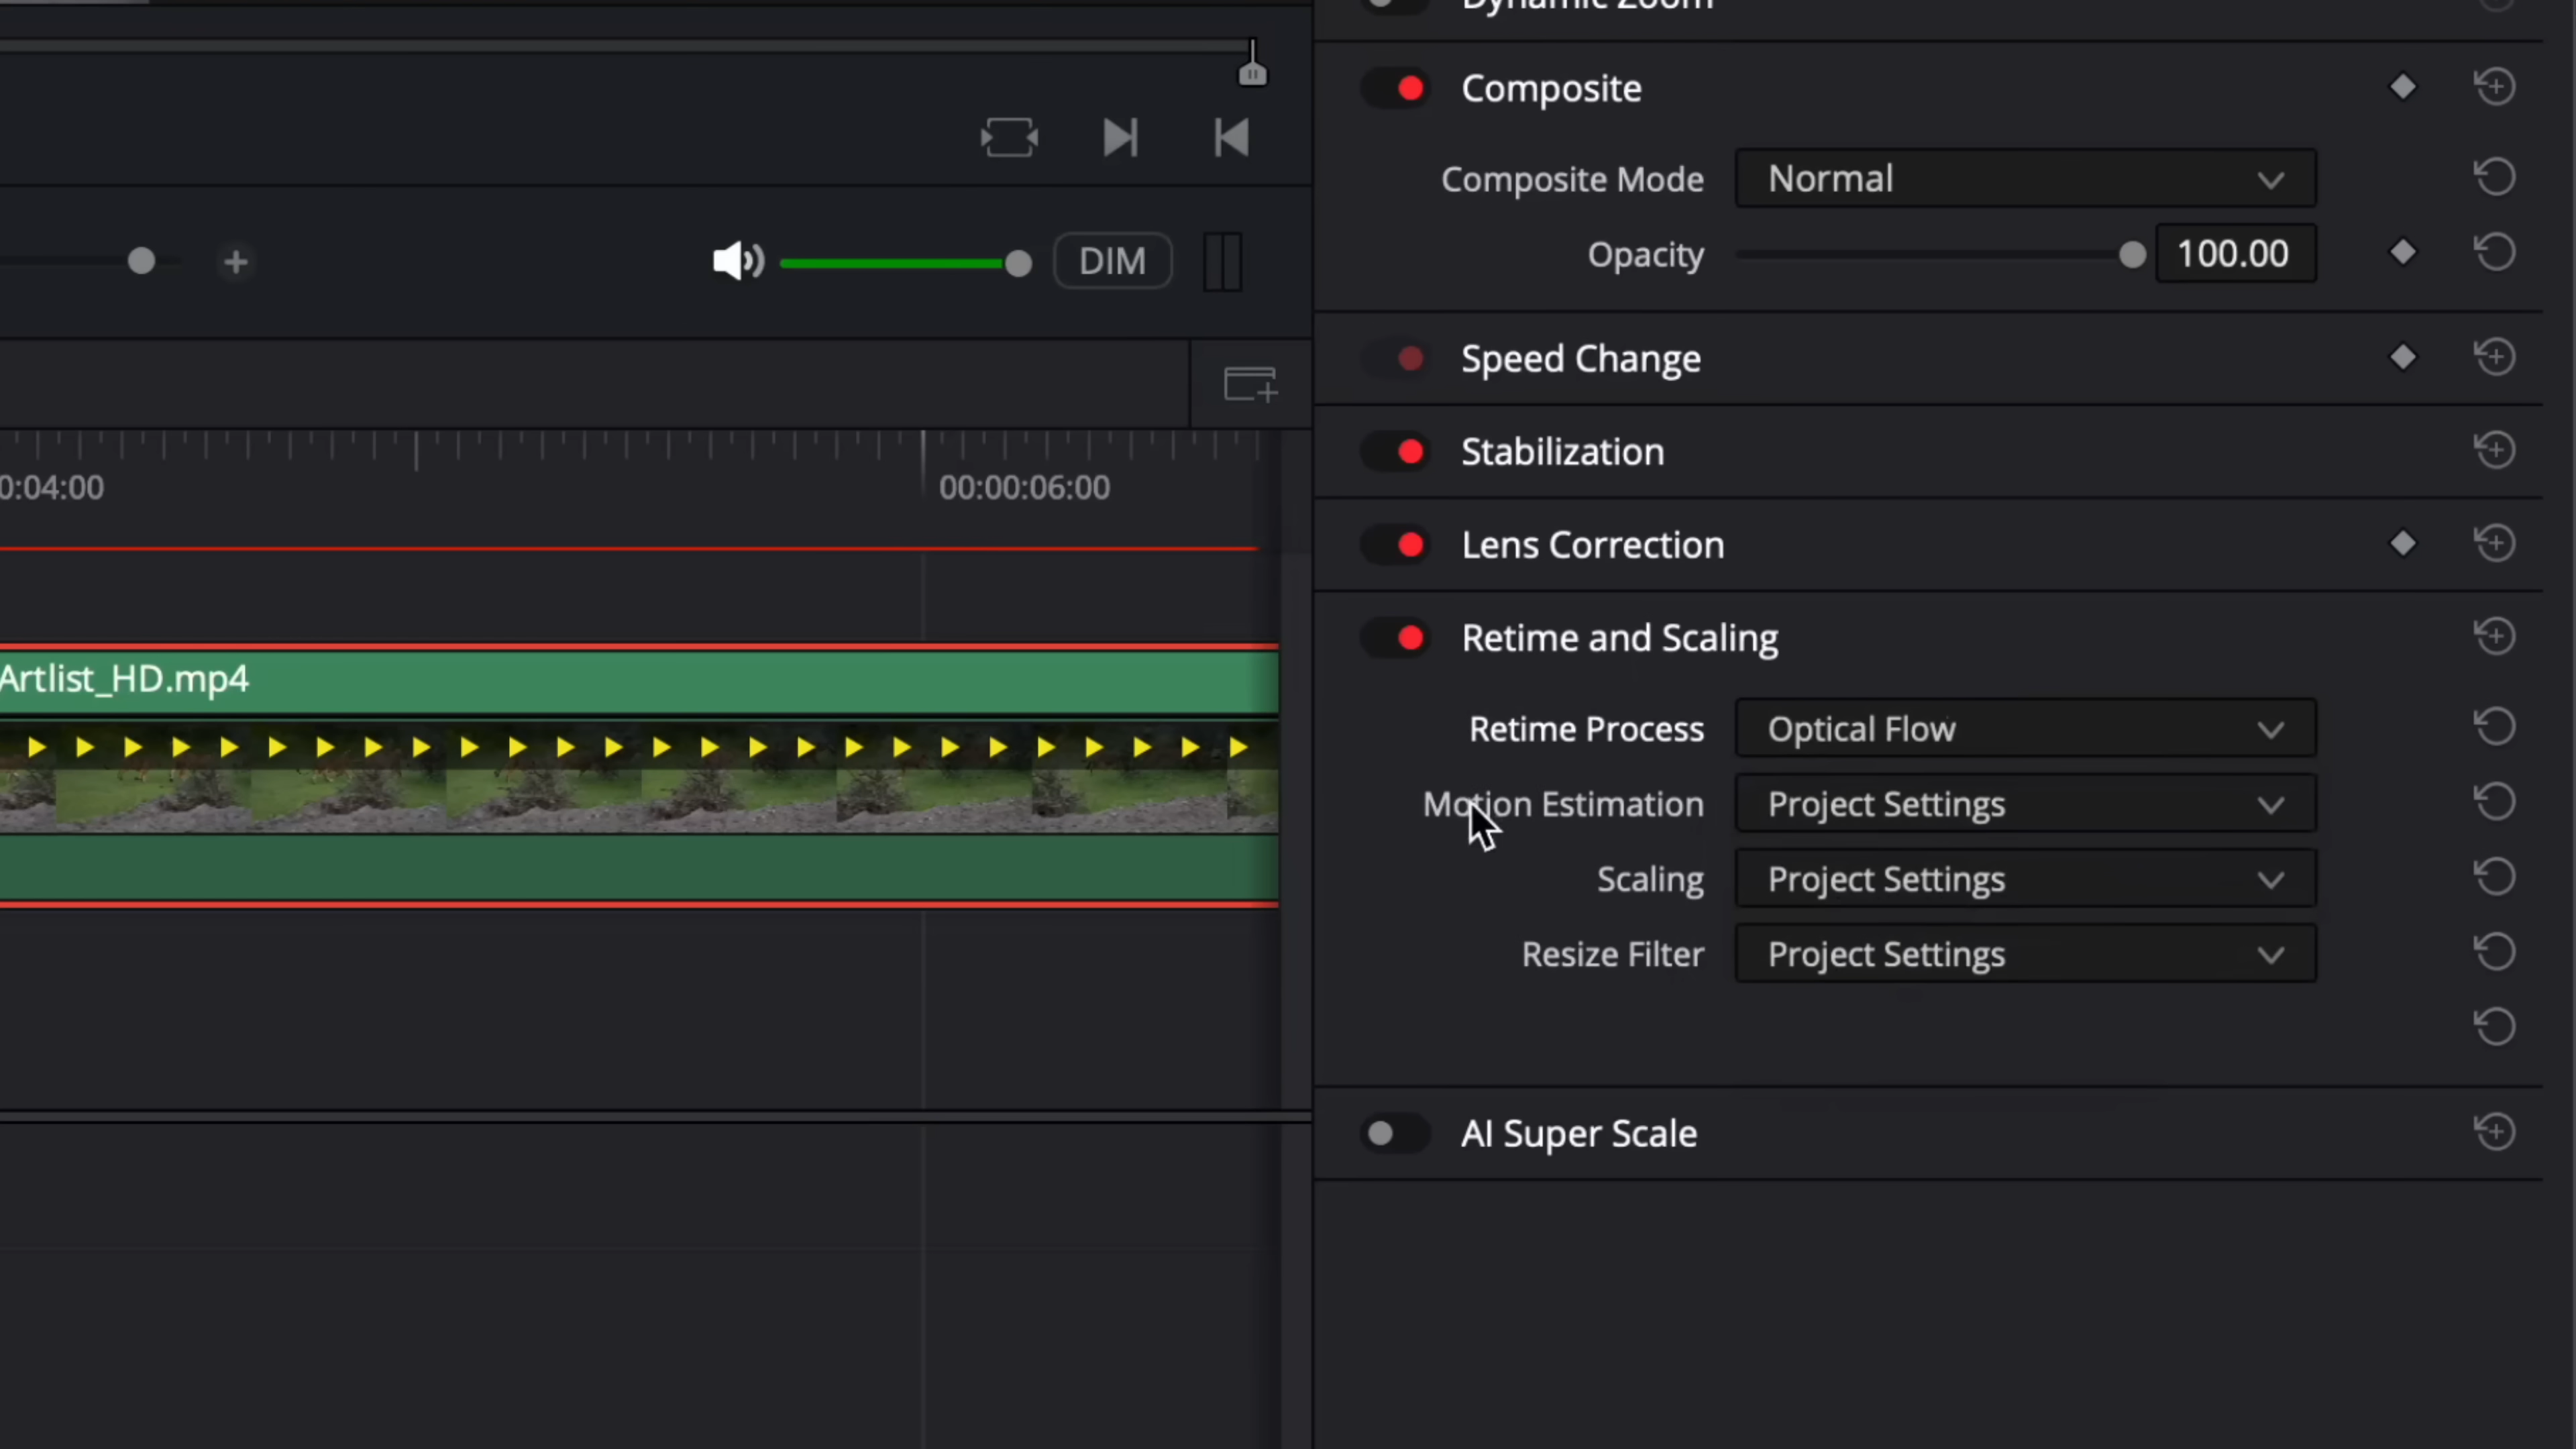 Dynamic Zoom
Composite
Composite Mode Normal
Opacity 100.00
DIM
Speed Change
Stabilization
0:04:00 00:00:06:00
Lens Correction
Retime and Scaling
Artlist_HD.mp4
Retime Process Optical Flow
Motion Estimation Project Settings
Scaling Project Settings
Resize Filter Project Settings
AI Super Scale